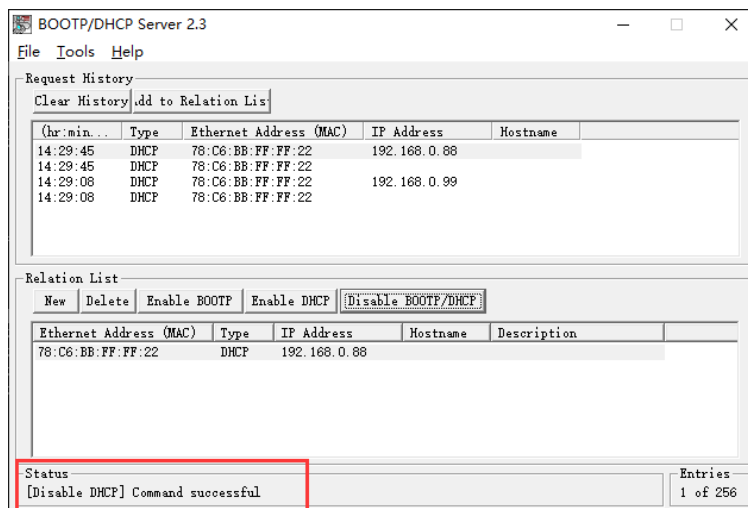 BOOTP/DHCP Server 2.3
File Tools Help
Request History
Clear History dd to Relation Lis
(hr:min... Type Ethernet Address (MAC) IP Address Hostname
14:29:45 DHCP 78:C6:BB:FF:FF:22 192.168.0.88
14:29:45 DHCP 78:C6:BB:FF:FF:22
14:29:08 DHCP 78:C6:BB:FF:FF:22 192.168.0.99
14:29:08 DHCP 78:C6:BB:FF:FF:22
Relation List
New Delete Enable BOOTP Enable DHCP Disable BOOTP/DHCP
Ethernet Address (MAC) Type IP Address Hostname Description
78:C6:BB:FF:FF:22 DHCP 192.168.0.88
Status
[Disable DHCP] Command successful
Entries
1 of 256